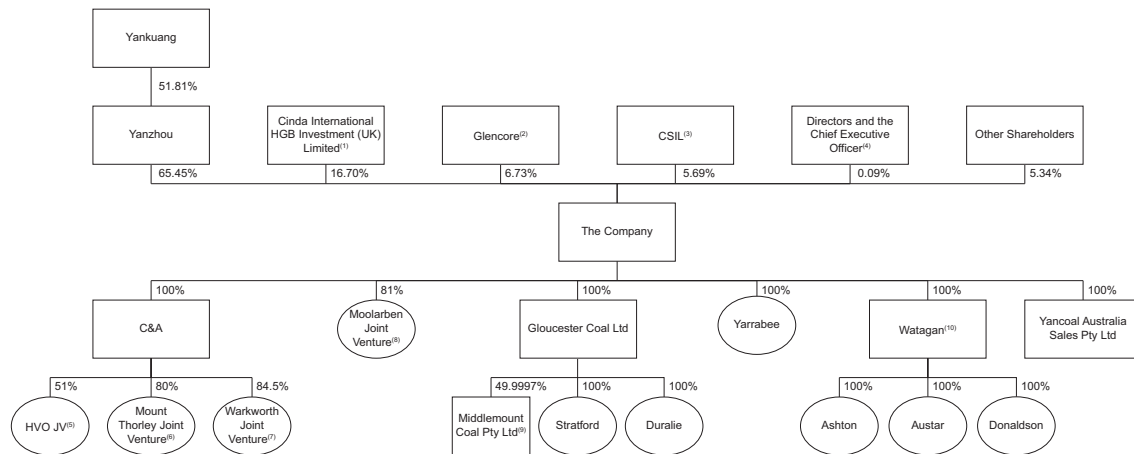 Yankuang
51.81%
Yanzhou
Cinda International
HGB Investment (UK)
Limited(1)
Glencore(2)
CSIL(3)
Directors and the
Chief Executive
Officer(4)
Other Shareholders
65.45%
16.70%
6.73%
5.69%
0.09%
5.34%
The Company
100%
81%
100%
100%
100%
100%
C&A
Moolarben
Joint
Venture(8)
Gloucester Coal Ltd
Yarrabee
Watagan(10)
Yancoal Australia
Sales Pty Ltd
51%
80%
84.5%
49.9997%
100%
100%
100%
100%
100%
HVO JV(5)
Mount
Thorley Joint
Venture(6)
Warkworth
Joint
Venture(7)
Middlemount
Coal Pty Ltd(9)
Stratford
Duralie
Ashton
Austar
Donaldson